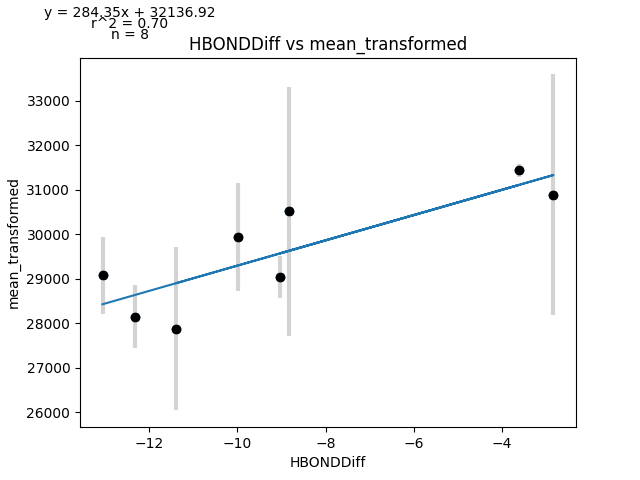 y = 284.35x + 32136.92
r^2 = 0.70
n = 8
HBONDDiff vs mean_transformed
33000
32000
31000
30000
29000
28000
27000
26000
mean_transformed
−12
−10
−8
−6
−4
HBONDDiff